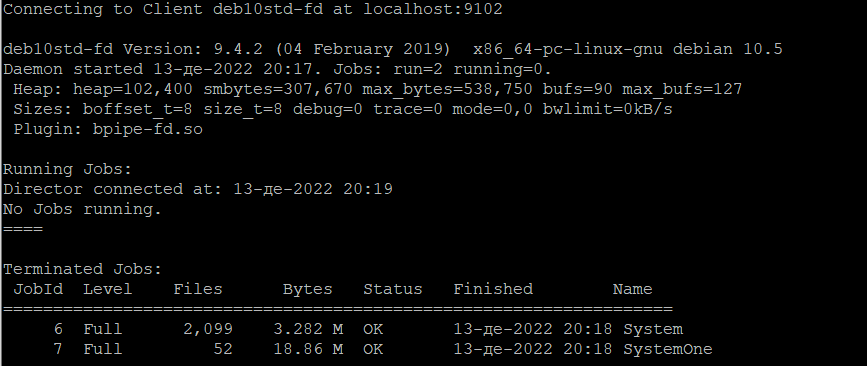 Connecting to Client deb10std-fd at localhost:9102
deb10std-fd Version: 9.4.2 (04 February 2019)  x86_64-pc-linux-gnu debian 10.5
Daemon started 13-де-2022 20:17. Jobs: run=2 running=0.
 Heap: heap=102,400 smbytes=307,670 max_bytes=538,750 bufs=90 max_bufs=127
 Sizes: boffset_t=8 size_t=8 debug=0 trace=0 mode=0,0 bwlimit=0kB/s
 Plugin: bpipe-fd.so
Running Jobs:
Director connected at: 13-де-2022 20:19
No Jobs running.
====
Terminated Jobs:
 JobId  Level    Files      Bytes   Status   Finished        Name
===================================================================
     6  Full      2,099    3.282 M  OK       13-де-2022 20:18 System
     7  Full         52    18.86 M  OK       13-де-2022 20:18 SystemOne